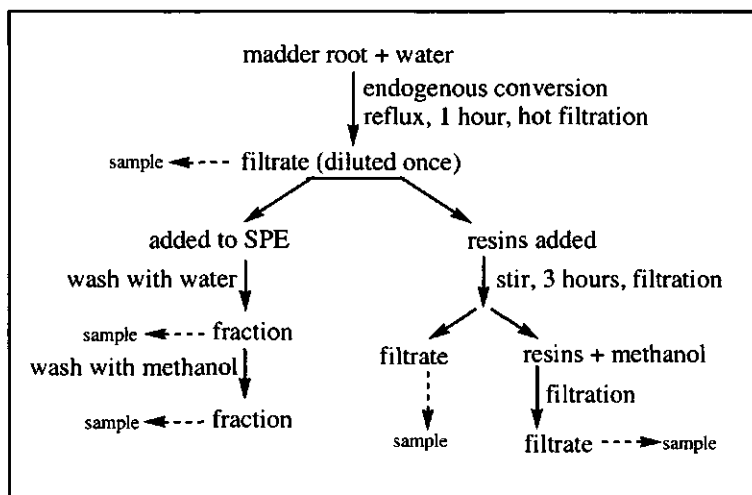 madder root + water
endogenous conversion
reflux, 1 hour, hot filtration
sample filtrate (diluted once)
added to SPE
resins added
wash with water
stir, 3 hours, filtration
sample fraction
filtrate
resins + methanol
wash with methanol
filtration
sample fraction
sample
filtrate sample